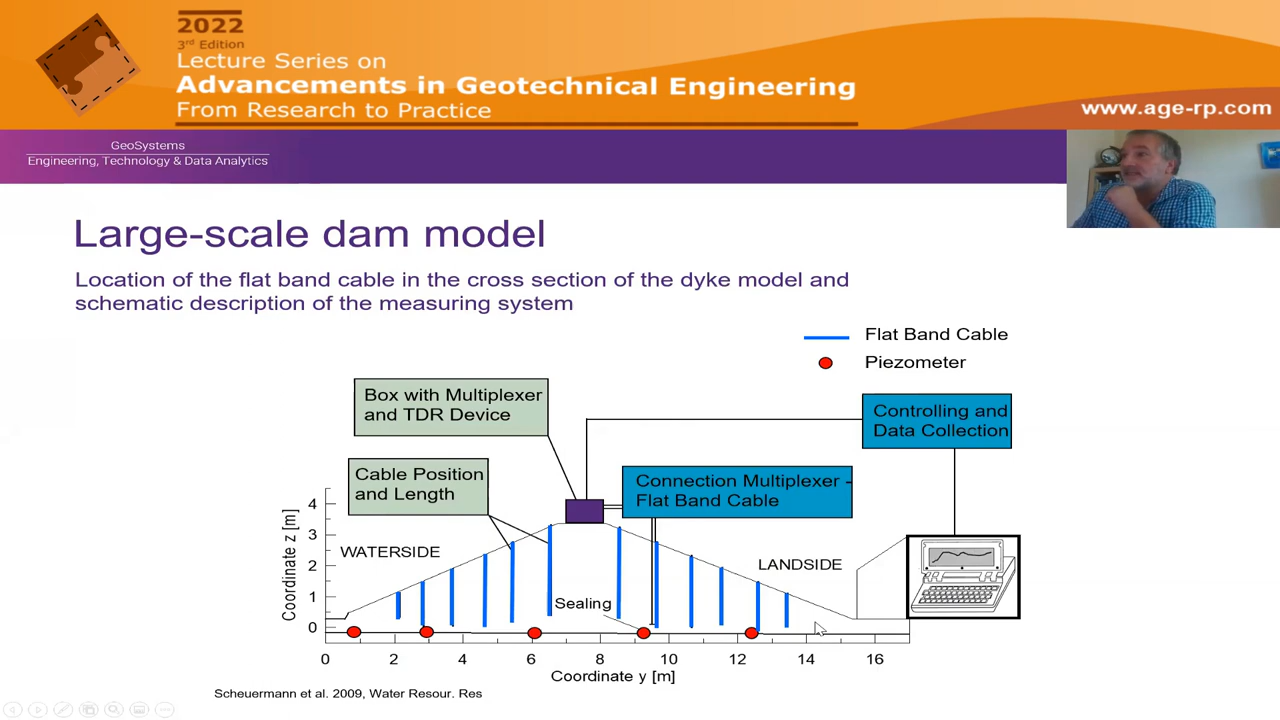 2022
3rd Edition
Lecture Series on
Advancements in Geotechnical Engineering
From Research to Practice
www.age-rp.com
GeoSystems
Engineering, Technology & Data Analytics
Large-scale dam model
Location of the flat band cable in the cross section of the dyke model and
schematic description of the measuring system
Flat Band Cable
Piezometer
Box with Multiplexer
and TDR Device
Controlling and
Data Collection
Cable Position
and Length
Connection Multiplexer -
Flat Band Cable
WATERSIDE
LANDSIDE
Sealing
Coordinate z [m]
4
3
2
1
0
0 2 4 6 8 10 12 14 16
Coordinate y [m]
Scheuermann et al. 2009, Water Resour. Res